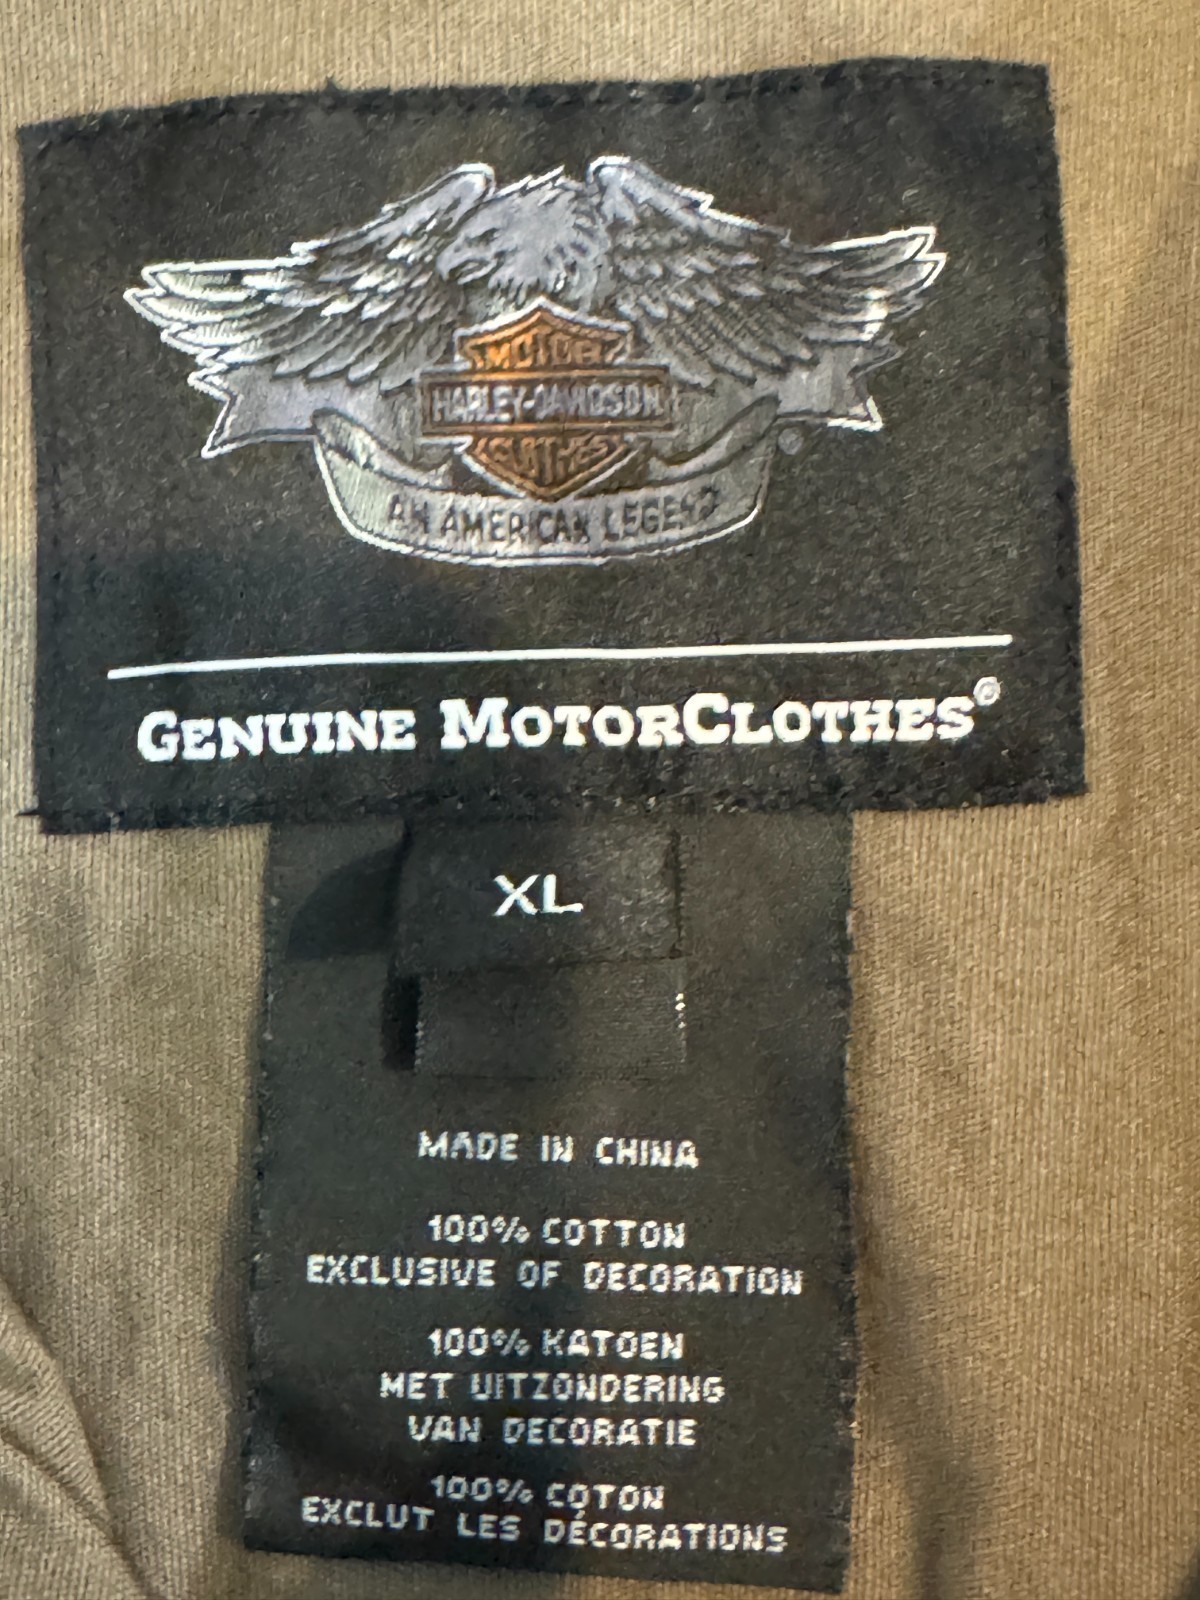 MOTOR
HARLEY-DAVIDSON
CLOTHES
®
AN AMERICAN LEGEND
GENUINE MOTORCLOTHES®
XL
MADE IN CHINA
100% COTTON
EXCLUSIVE OF DECORATION
100% KATOEN
MET UITZONDERING
VAN DECORATIE
100% COTON
EXCLUT LES DÉCORATIONS